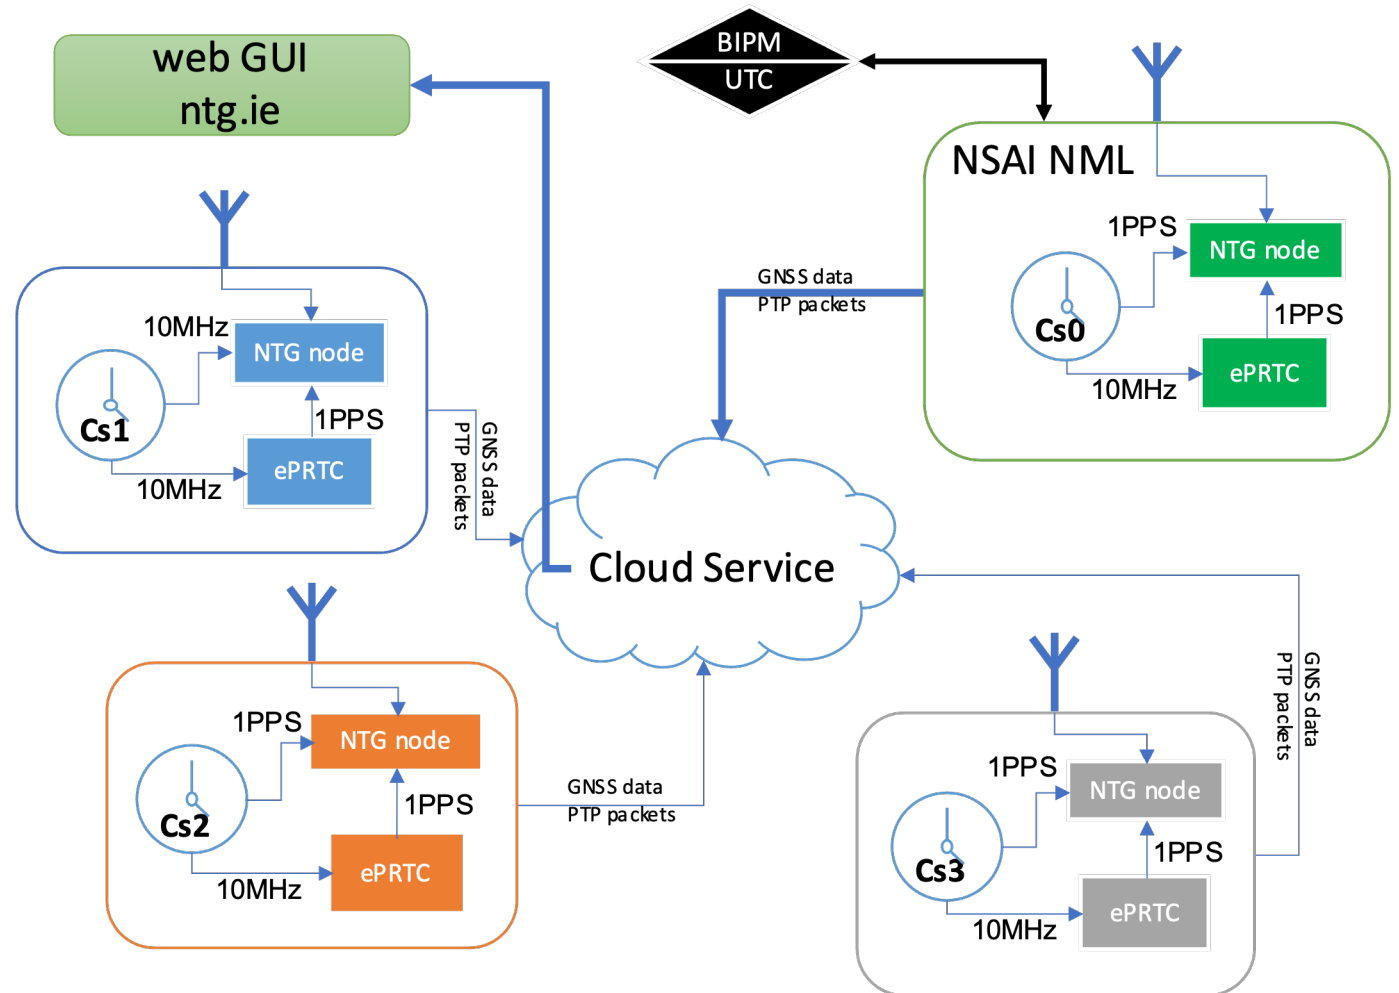 web GUI
ntg.ie
BIPM
UTC
NSAI NML
1PPS
NTG node
Cs0
1PPS
10MHz
ePRTC
GNSS data
PTP packets
10MHz
NTG node
Cs1
1PPS
10MHz
ePRTC
GNSS data
PTP packets
Cloud Service
1PPS
NTG node
Cs2
1PPS
10MHz
ePRTC
GNSS data
PTP packets
1PPS
NTG node
Cs3
1PPS
10MHz
ePRTC
GNSS data
PTP packets